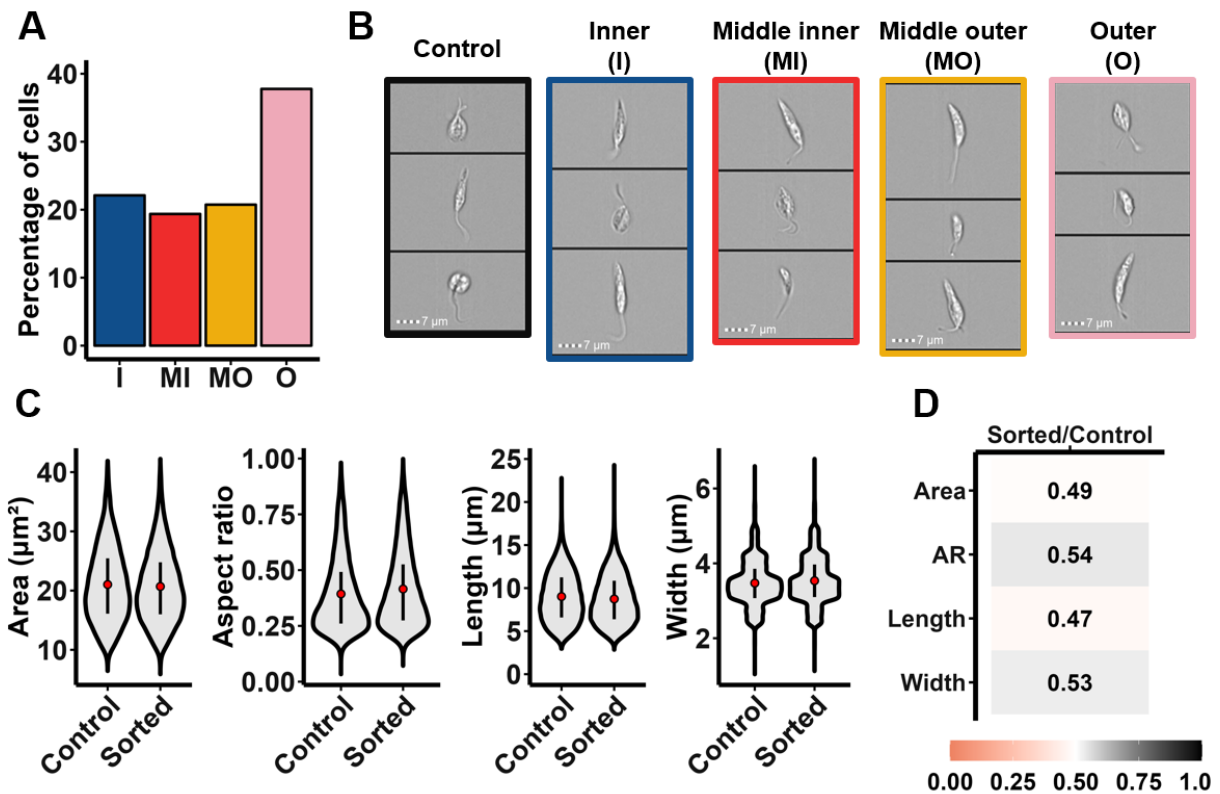 A
Percentage of cells
40
30
20
10
0
I MI MO O
B
Control
Inner
(I)
Middle inner
(MI)
Middle outer
(MO)
Outer
(O)
7 µm
7 µm
7 µm
7 µm
7 µm
C
Area (µm²)
40
30
20
10
Control
Sorted
Aspect ratio
1.00
0.75
0.50
0.25
0.00
Control
Sorted
Length (µm)
25
20
15
10
5
0
Control
Sorted
Width (µm)
6
4
2
Control
Sorted
D
Sorted/Control
Area 0.49
AR 0.54
Length 0.47
Width 0.53
0.00 0.25 0.50 0.75 1.0